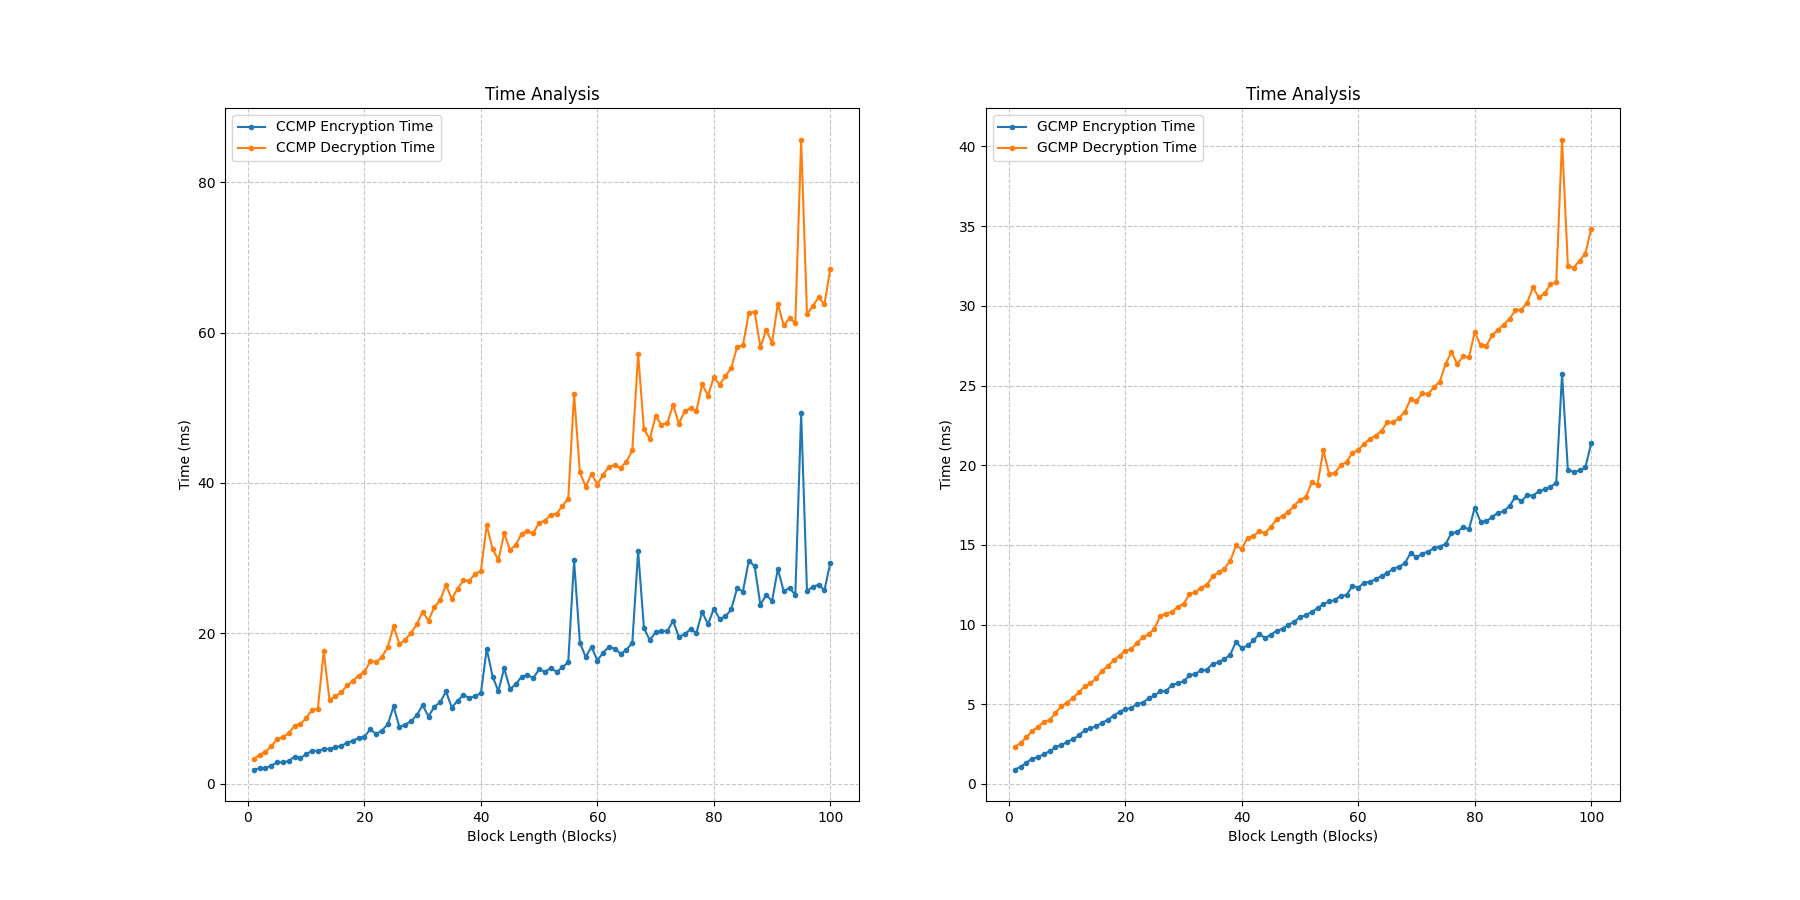 Time Analysis
CCMP Encryption Time
CCMP Decryption Time
80
60
40
20
0
Time (ms)
0 20 40 60 80 100
Block Length (Blocks)
Time Analysis
GCMP Encryption Time
GCMP Decryption Time
40
35
30
25
20
15
10
5
0
Time (ms)
0 20 40 60 80 100
Block Length (Blocks)